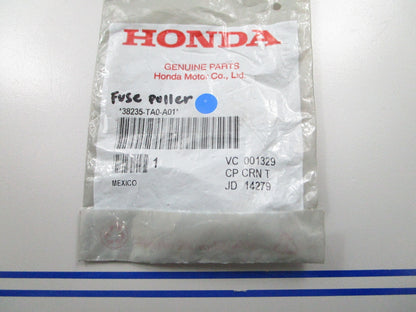 HONDA
GENUINE PARTS
Honda Motor Co., Ltd
Fuse puller
*38235-TA0-A01*
1 VC 001329
CP CRN T
MEXICO JD 14279